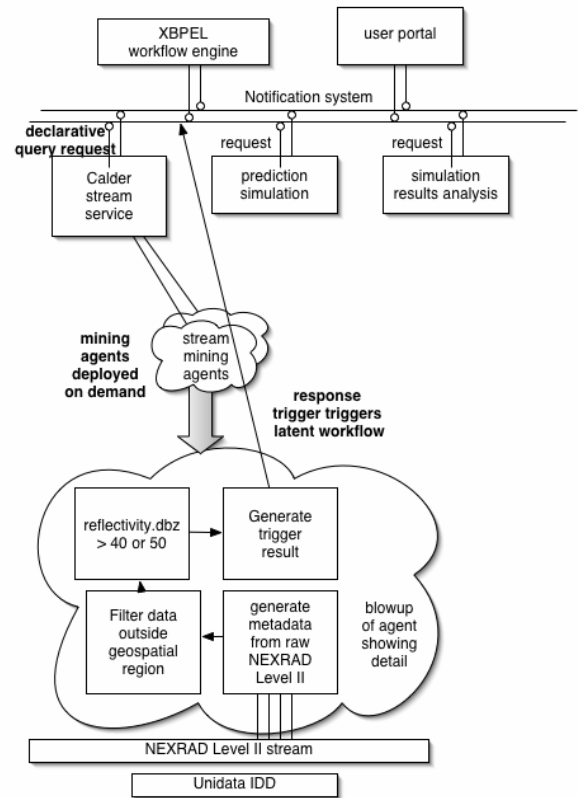 XBPEL
workflow engine
user portal
Notification system
declarative
query request
request
request
Calder
stream
service
prediction
simulation
simulation
results analysis
mining
agents
deployed
on demand
stream
mining
agents
response
trigger triggers
latent workflow
reflectivity.dbz
> 40 or 50
Generate
trigger
result
Filter data
outside
geospatial
region
generate
metadata
from raw
NEXRAD
Level II
blowup
of agent
showing
detail
NEXRAD Level II stream
Unidata IDD